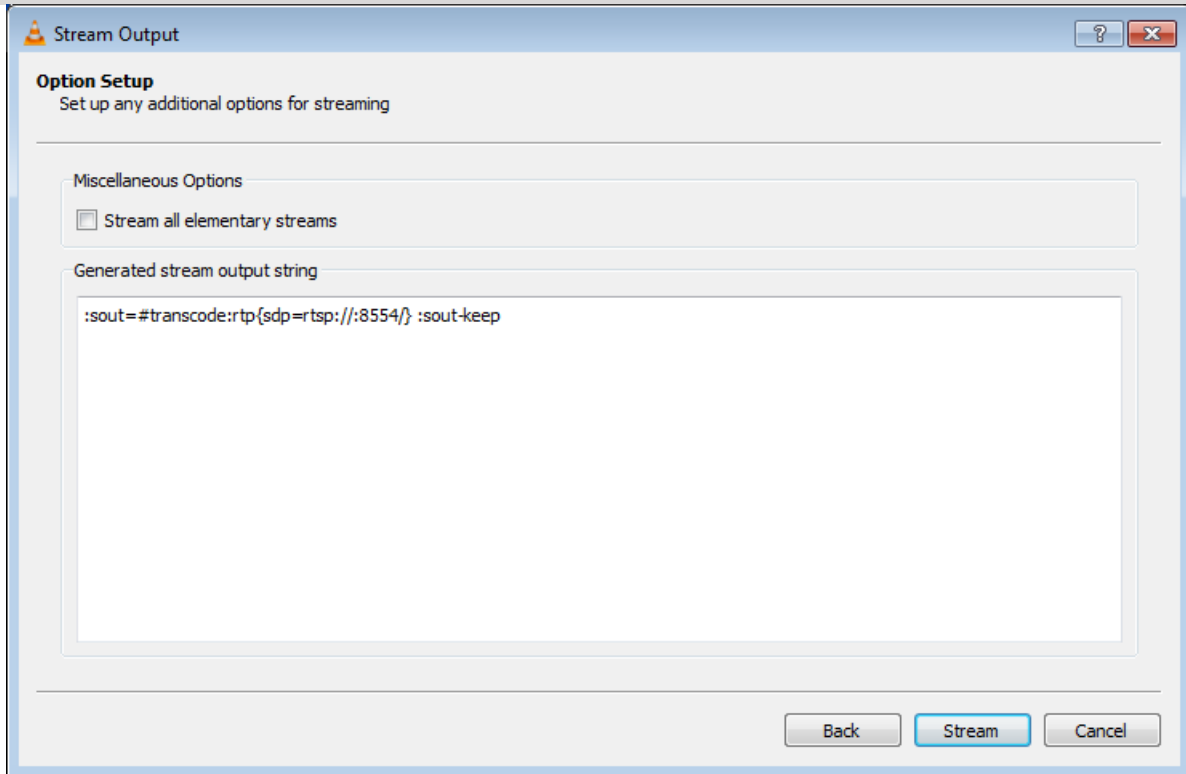 Stream Output
Option Setup
Set up any additional options for streaming
Miscellaneous Options
Stream all elementary streams
Generated stream output string
:sout=#transcode:rtp{sdp=rtsp://:8554/} :sout-keep
Back
Stream
Cancel